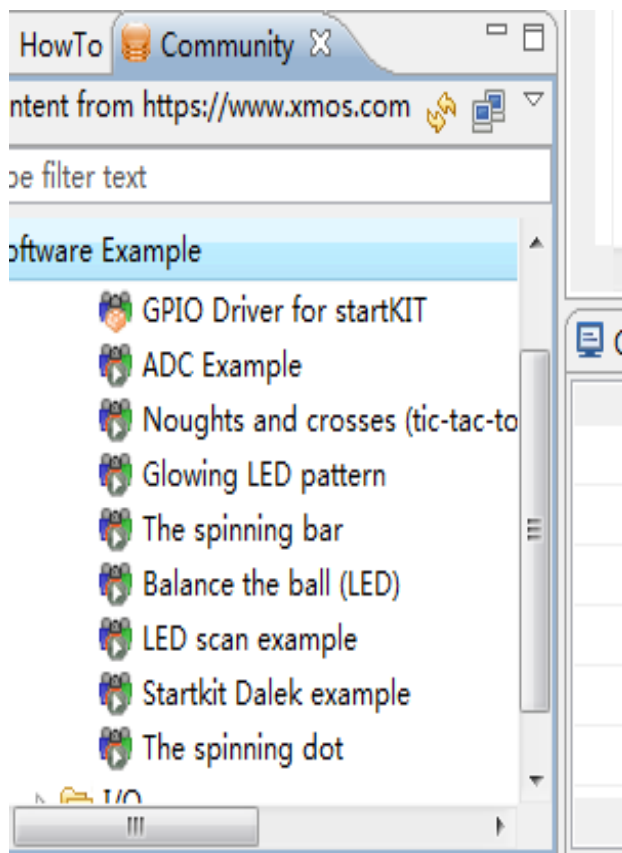 HowTo Community
ntent from https://www.xmos.com
pe filter text
oftware Example
GPIO Driver for startKIT
ADC Example
Noughts and crosses (tic-tac-to
Glowing LED pattern
The spinning bar
Balance the ball (LED)
LED scan example
Startkit Dalek example
The spinning dot
I/O